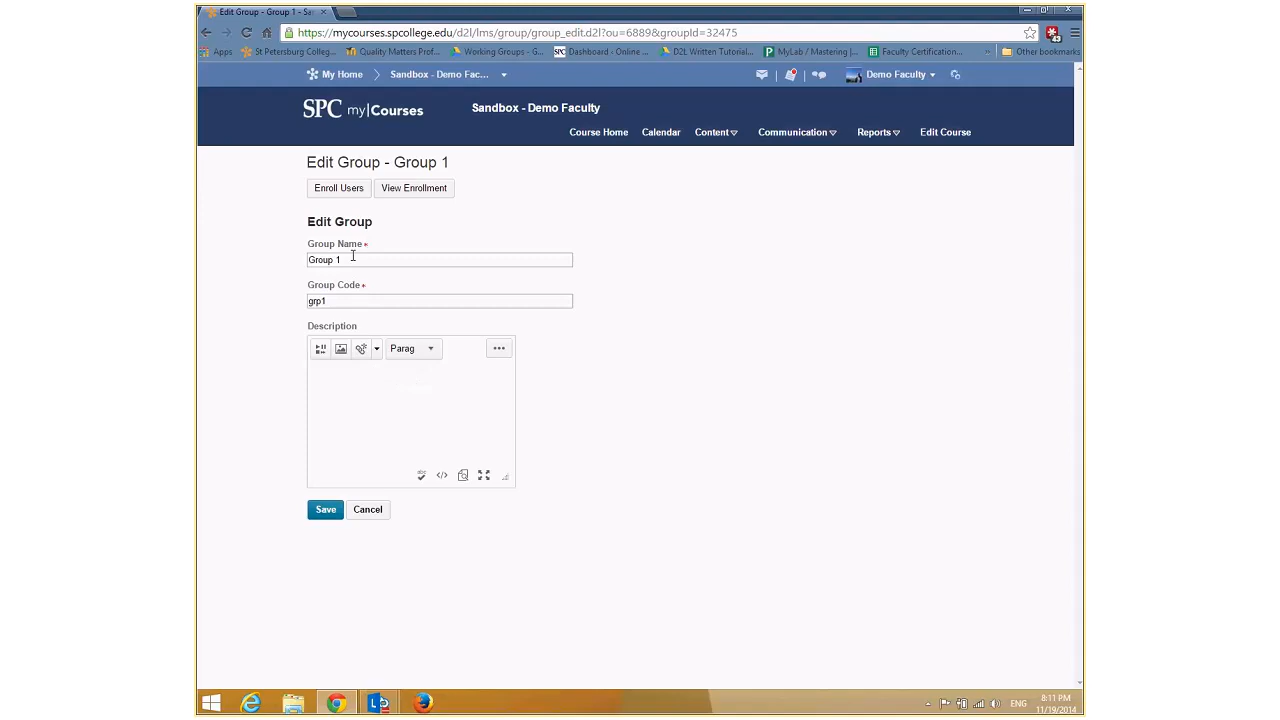 Edit Group - Group 1 - Sa
https://mycourses.spcollege.edu/d2l/lms/group/group_edit.d2l?ou=6889&groupId=32475
Apps St Petersburg Colleg... Quality Matters Prof... Working Groups - G... SPC Dashboard : Online ... D2L Written Tutorial... MyLab / Mastering |... Faculty Certification... » Other bookmarks
My Home Sandbox - Demo Fac... Demo Faculty
SPC my|Courses Sandbox - Demo Faculty
Course Home Calendar Content Communication Reports Edit Course
Edit Group - Group 1
Enroll Users View Enrollment
Edit Group
Group Name *
Group 1
Group Code *
grp1
Description
Parag
abc
Save Cancel
ENG 8:11 PM
11/19/2014